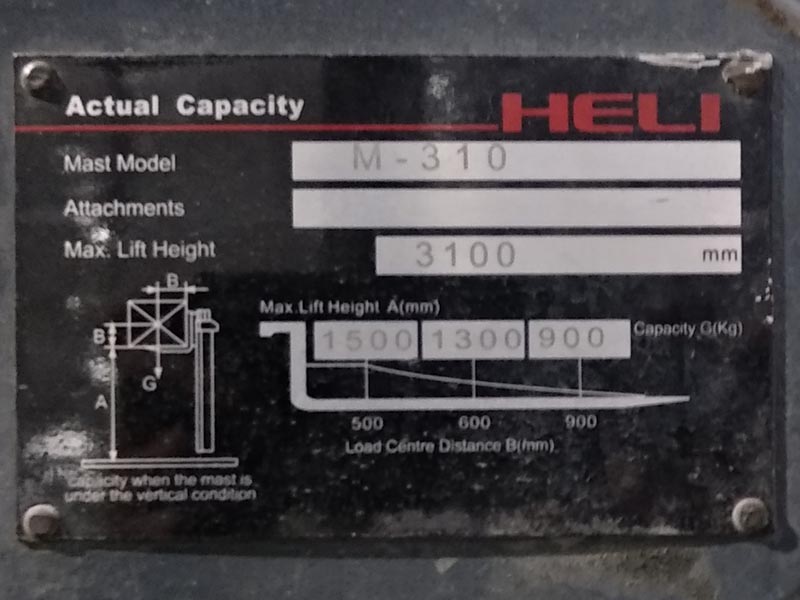 Actual Capacity HELI
Mast Model M-310
Attachments
Max. Lift Height 3100 mm
B
Max.Lift Height A(mm)
B 1500 1300 900 Capacity G(Kg)
G
A
500 600 900
Load Centre Distance B(mm)
capacity when the mast is
under the vertical condition